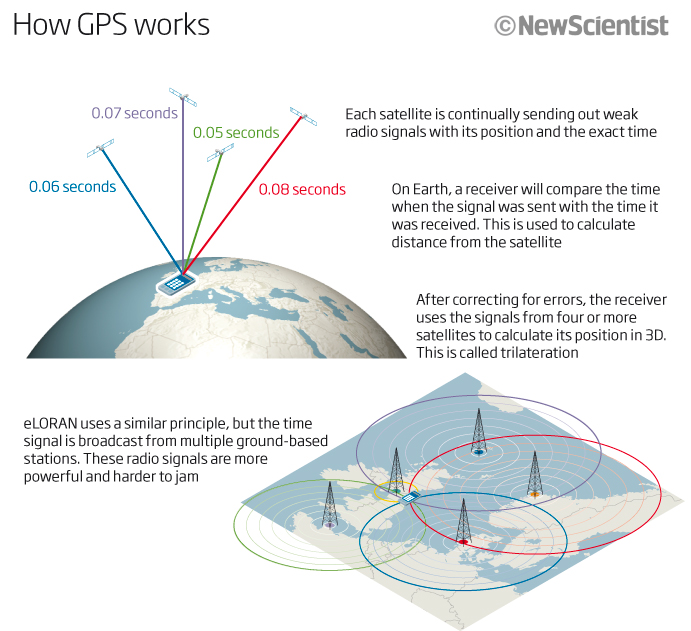 How GPS works
©NewScientist
0.07 seconds
0.05 seconds
0.06 seconds
0.08 seconds
Each satellite is continually sending out weak
radio signals with its position and the exact time
On Earth, a receiver will compare the time
when the signal was sent with the time it
was received. This is used to calculate
distance from the satellite
After correcting for errors, the receiver
uses the signals from four or more
satellites to calculate its position in 3D.
This is called trilateration
eLORAN uses a similar principle, but the time
signal is broadcast from multiple ground-based
stations. These radio signals are more
powerful and harder to jam